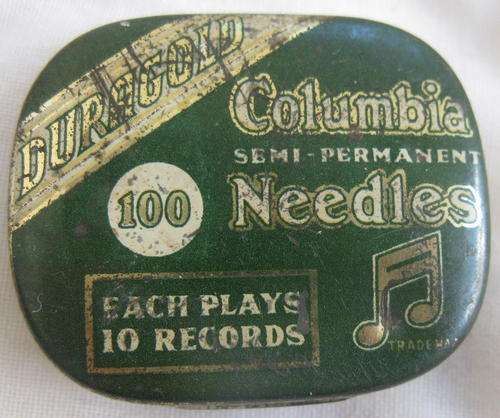 DURAGOLD
Columbia
SEMI-PERMANENT
100 Needles
EACH PLAYS
10 RECORDS